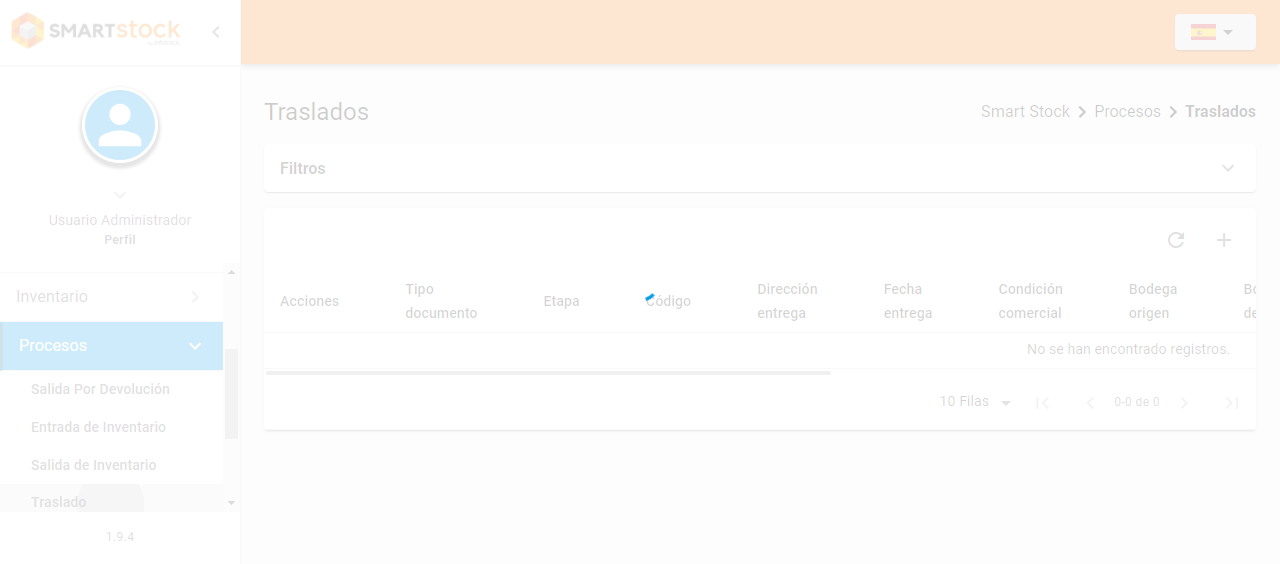 SMARTstock
Usuario Administrador
Perfil
Inventario
Procesos
Salida Por Devolución
Entrada de Inventario
Salida de Inventario
Traslado
1.9.4
Traslados
Smart Stock Procesos Traslados
Filtros
Acciones
Tipo
documento
Etapa
Código
Dirección
entrega
Fecha
entrega
Condición
comercial
Bodega
origen
No se han encontrado registros.
10 Filas
0-0 de 0